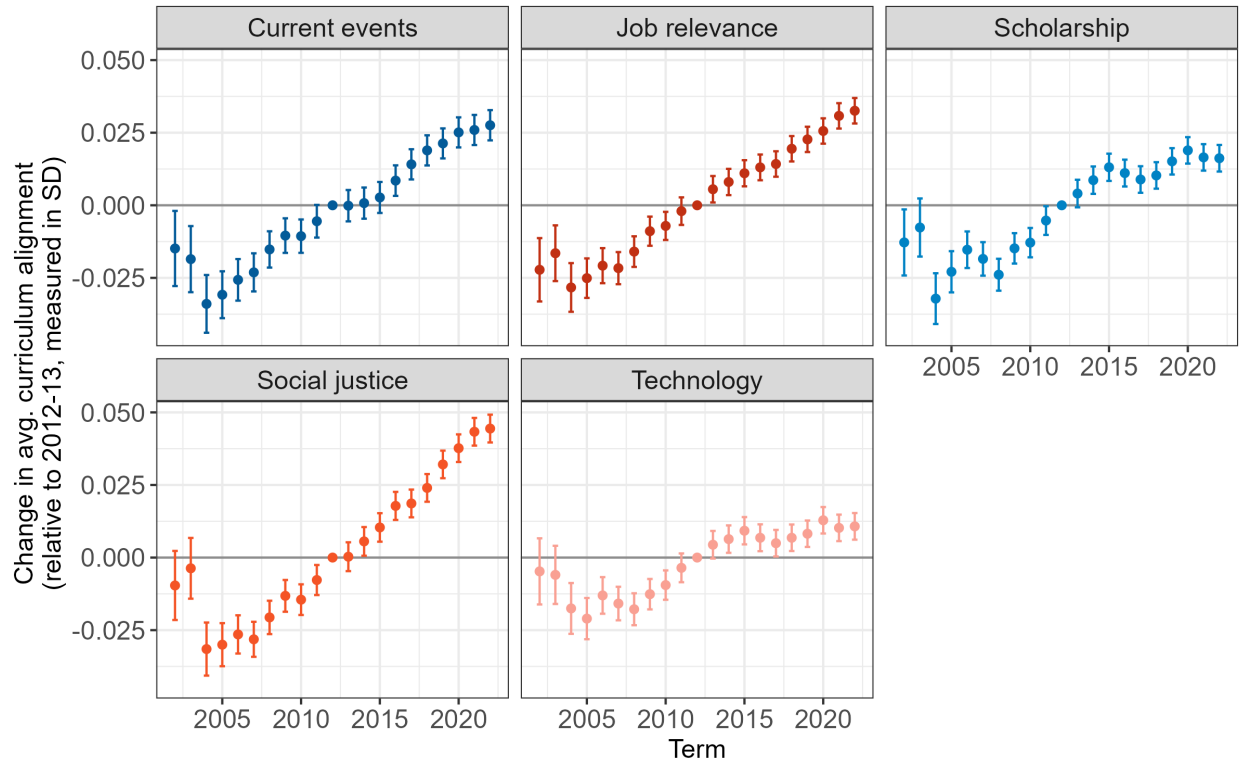 Change in avg. curriculum alignment
(relative to 2012-13, measured in SD)
Current events
Job relevance
Scholarship
0.050
0.025
0.000
-0.025
2005 2010 2015 2020
Social justice
Technology
0.050
0.025
0.000
-0.025
2005 2010 2015 2020
2005 2010 2015 2020
Term